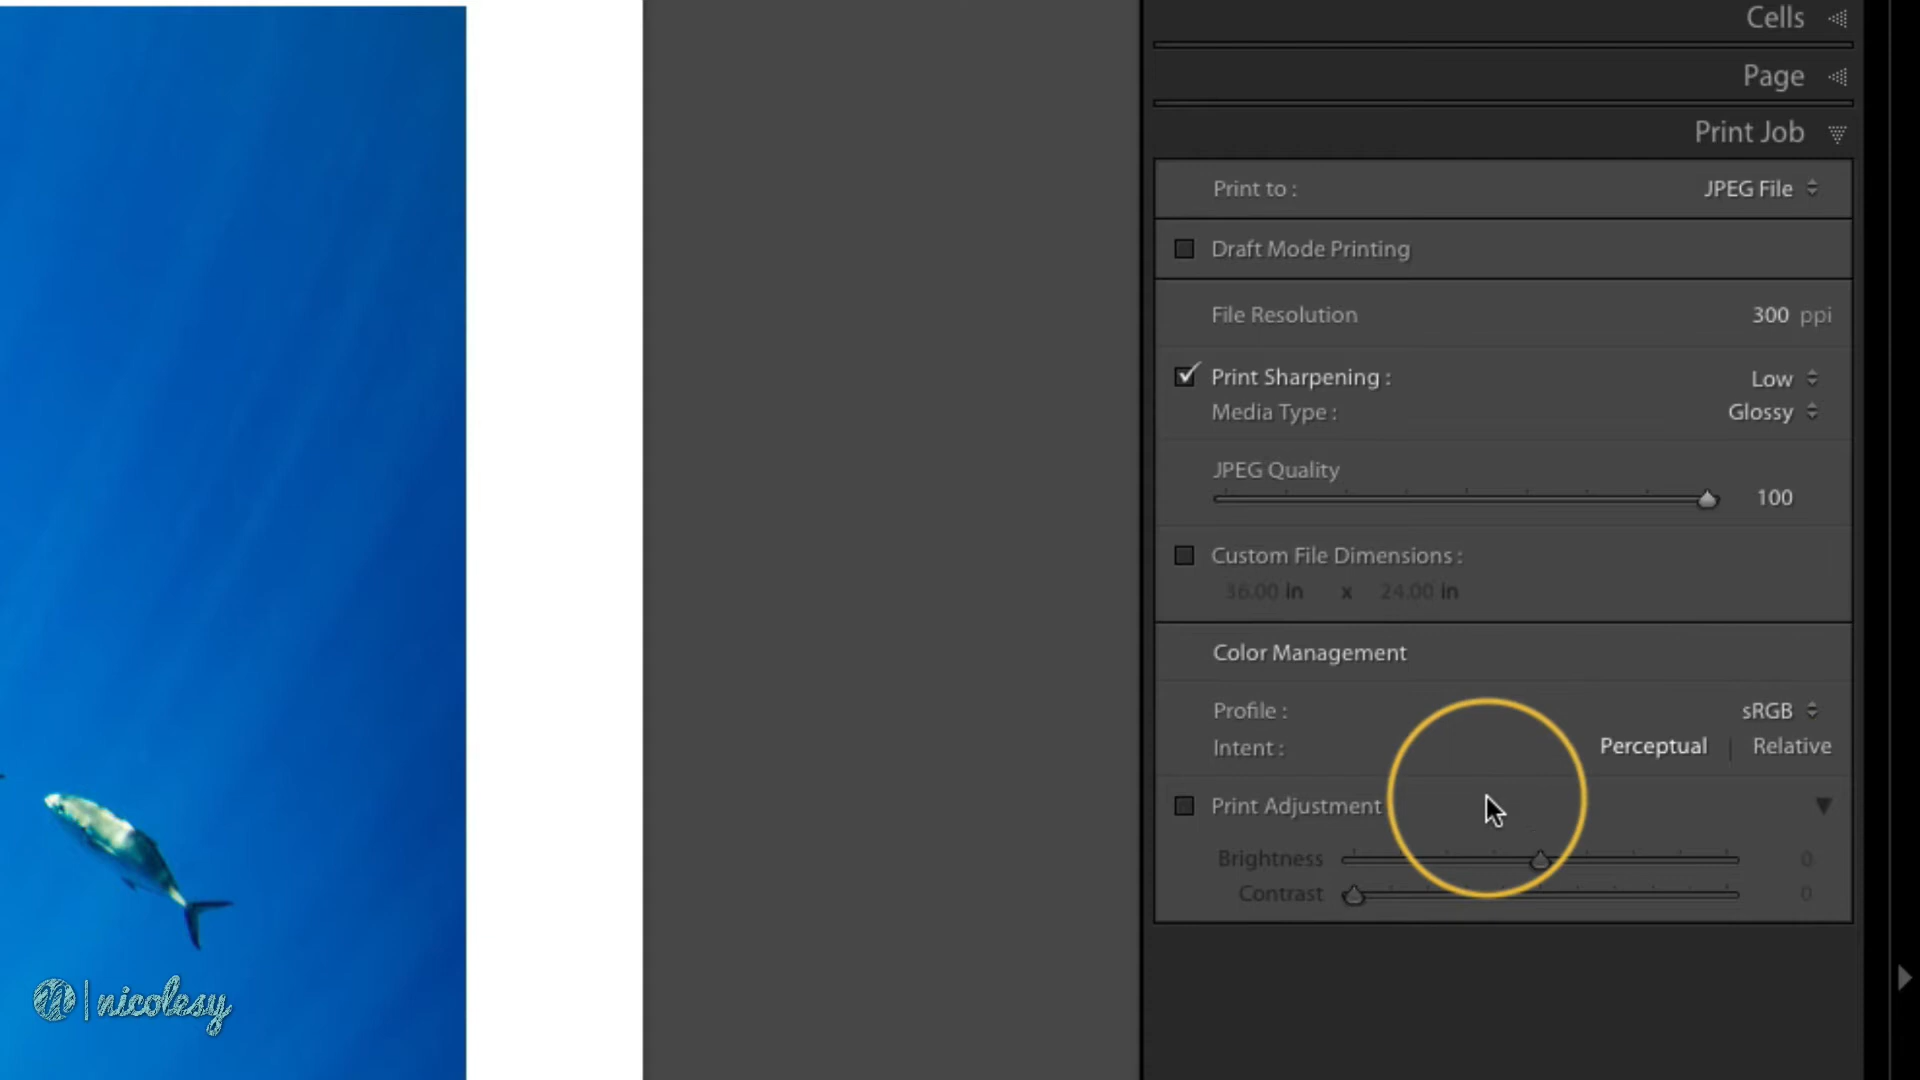 Cells
Page
Print Job
Print to : JPEG File
Draft Mode Printing
File Resolution 300 ppi
Print Sharpening : Low
Media Type : Glossy
JPEG Quality
100
Custom File Dimensions :
36.00 in x 24.00 in
Color Management
Profile : sRGB
Intent : Perceptual | Relative
Print Adjustment
Brightness 0
Contrast 0
n | nicolesy